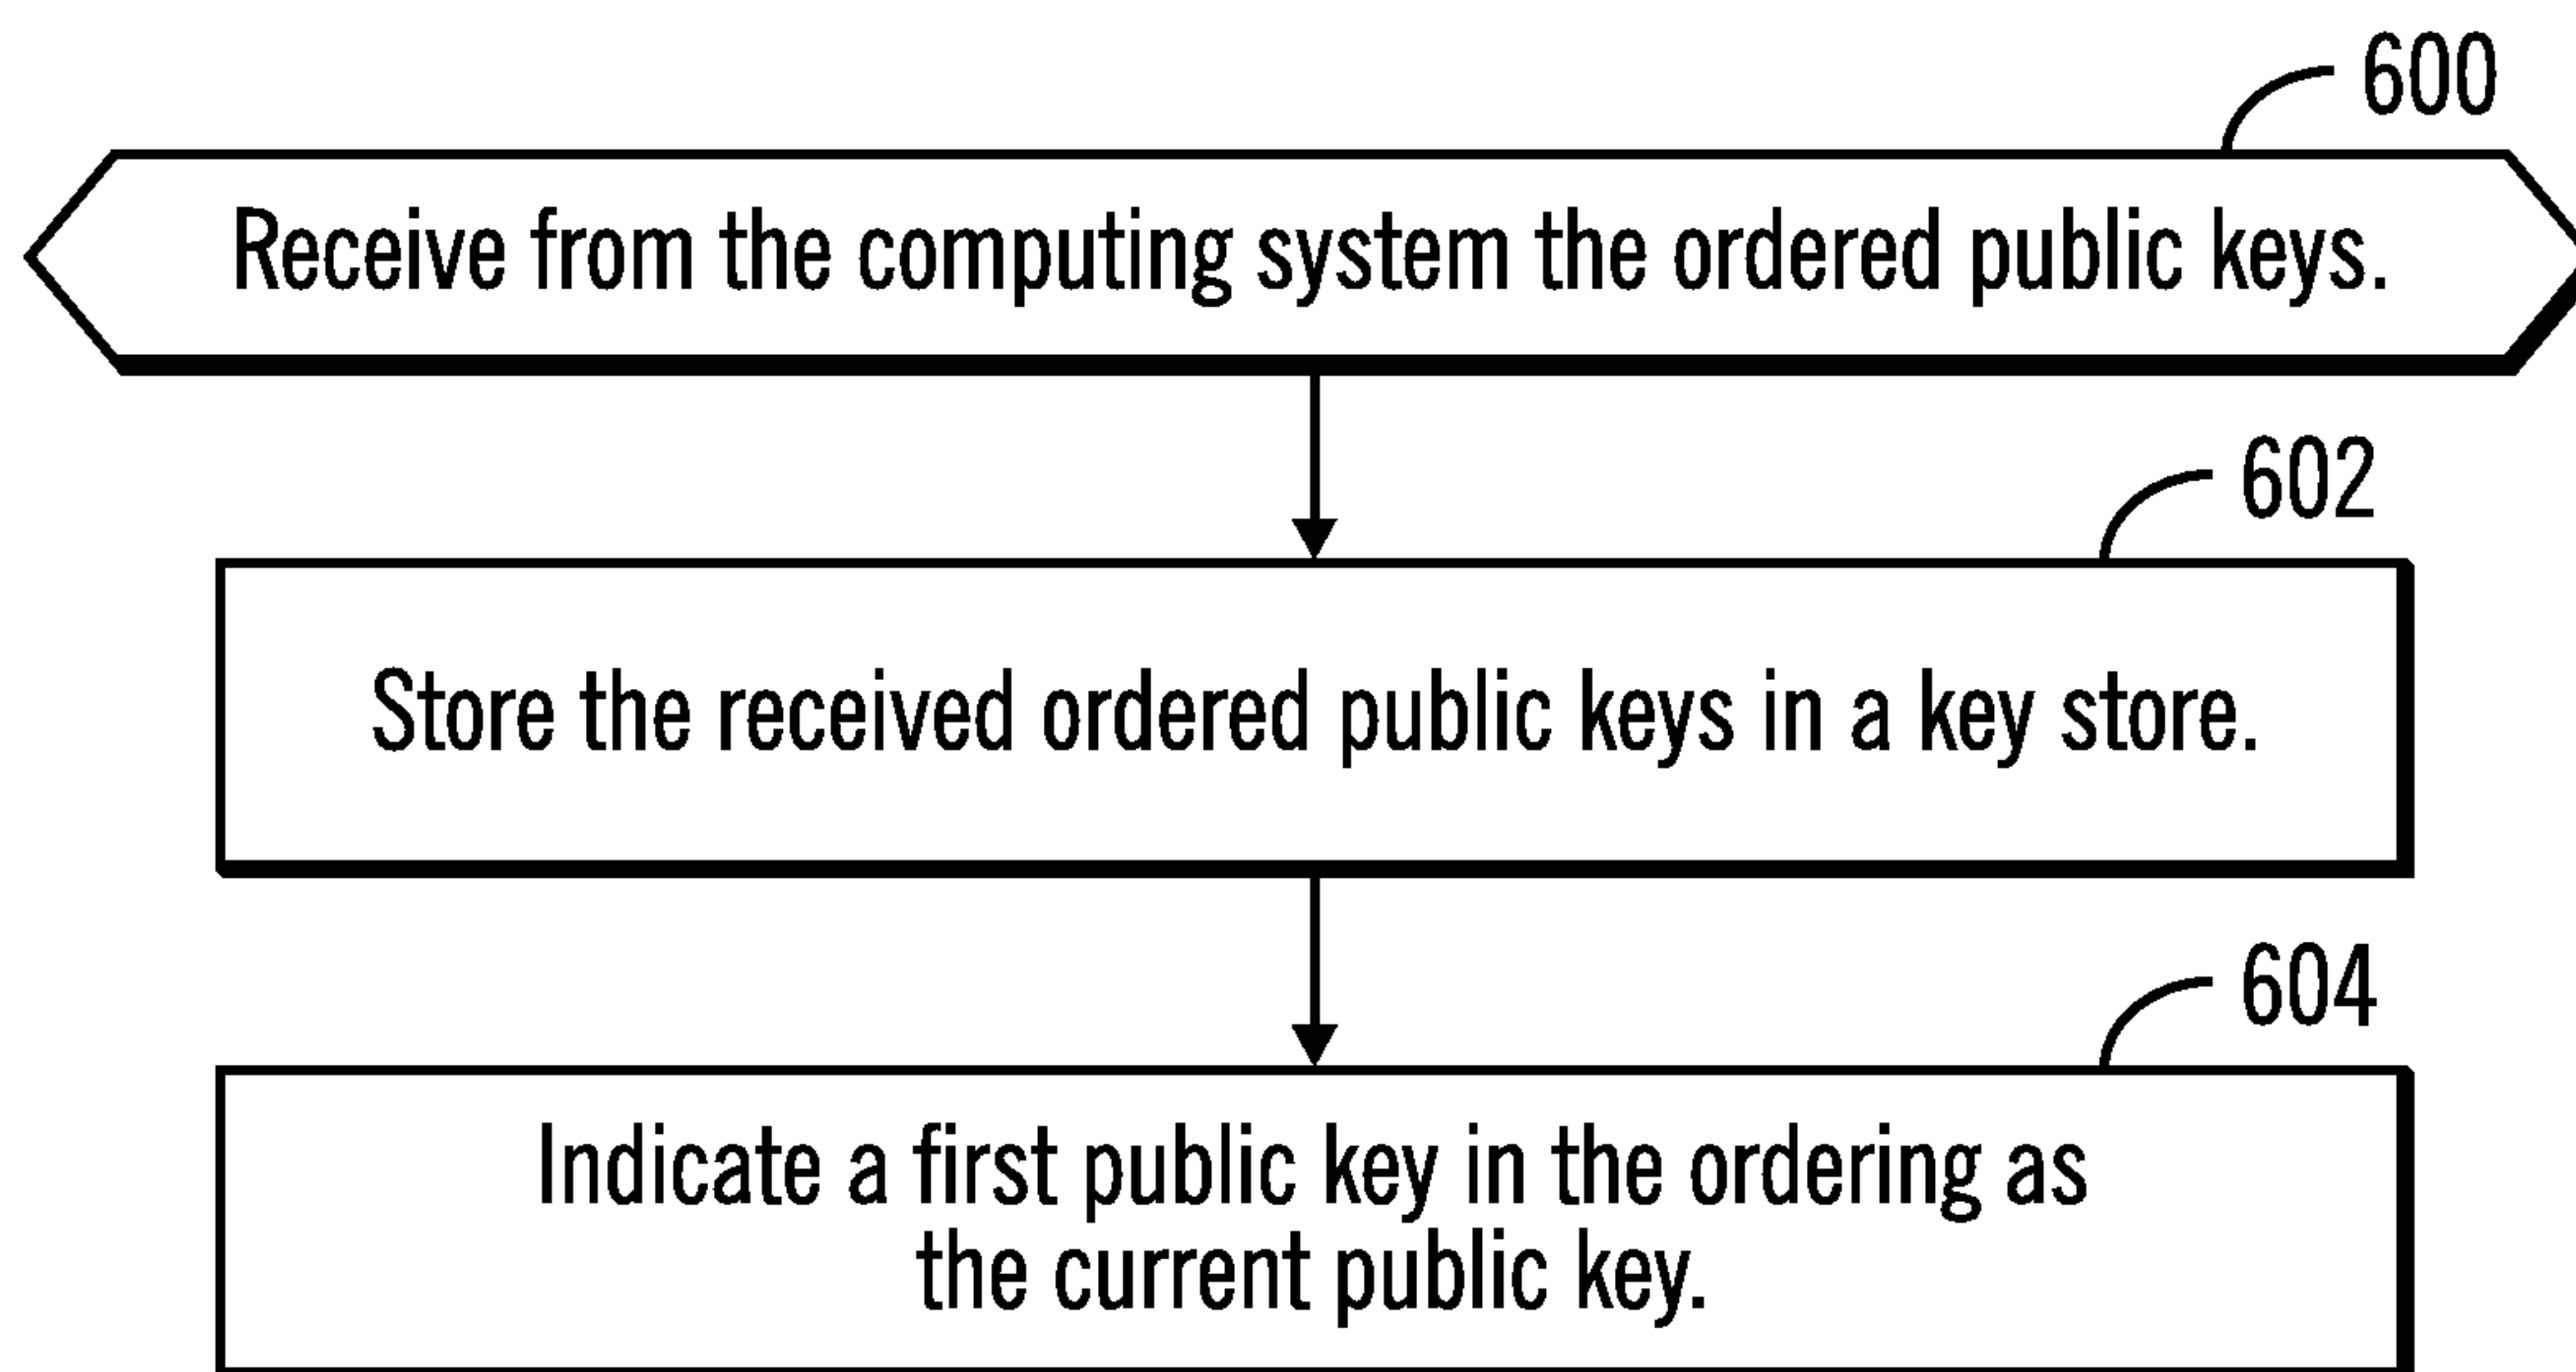 600
Receive from the computing system the ordered public keys.
602
Store the received ordered public keys in a key store.
604
Indicate a first public key in the ordering as
the current public key.